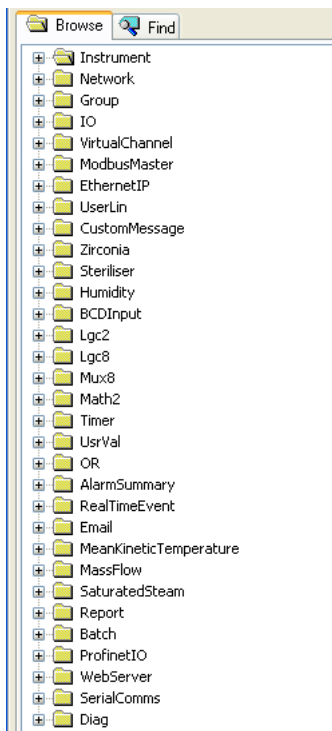 Browse Find
Instrument
Network
Group
IO
VirtualChannel
ModbusMaster
EthernetIP
UserLin
CustomMessage
Zirconia
Steriliser
Humidity
BCDInput
Lgc2
Lgc8
Mux8
Math2
Timer
UsrVal
OR
AlarmSummary
RealTimeEvent
Email
MeanKineticTemperature
MassFlow
SaturatedSteam
Report
Batch
ProfinetIO
WebServer
SerialComms
Diag